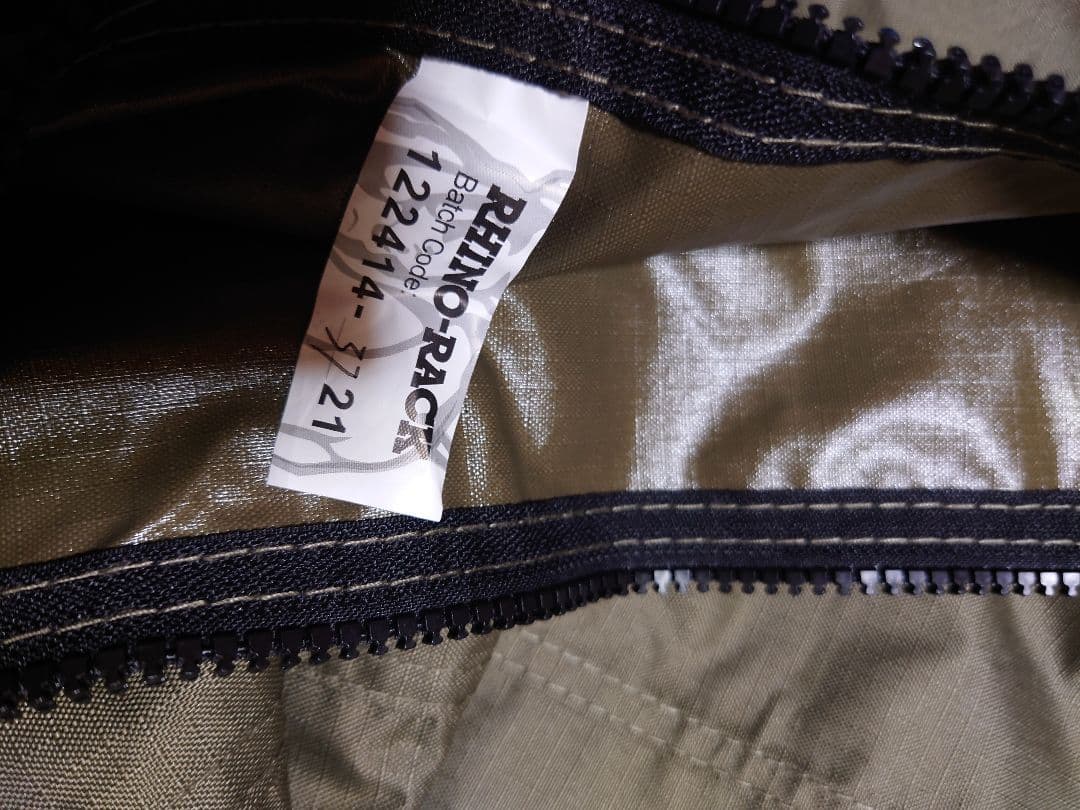 RHINO-RACK
Batch Code:
122414-3721